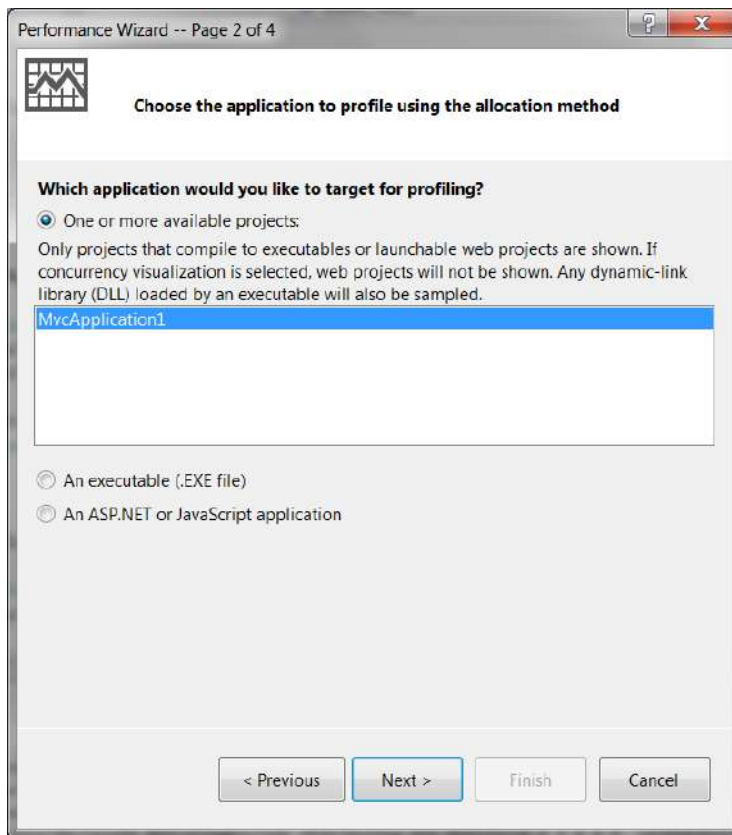 Performance Wizard -- Page 2 of 4
Choose the application to profile using the allocation method
Which application would you like to target for profiling?
One or more available projects:
Only projects that compile to executables or launchable web projects are shown. If
concurrency visualization is selected, web projects will not be shown. Any dynamic-link
library (DLL) loaded by an executable will also be sampled.
MvcApplication1
An executable (.EXE file)
An ASP.NET or JavaScript application
< Previous
Next >
Finish
Cancel